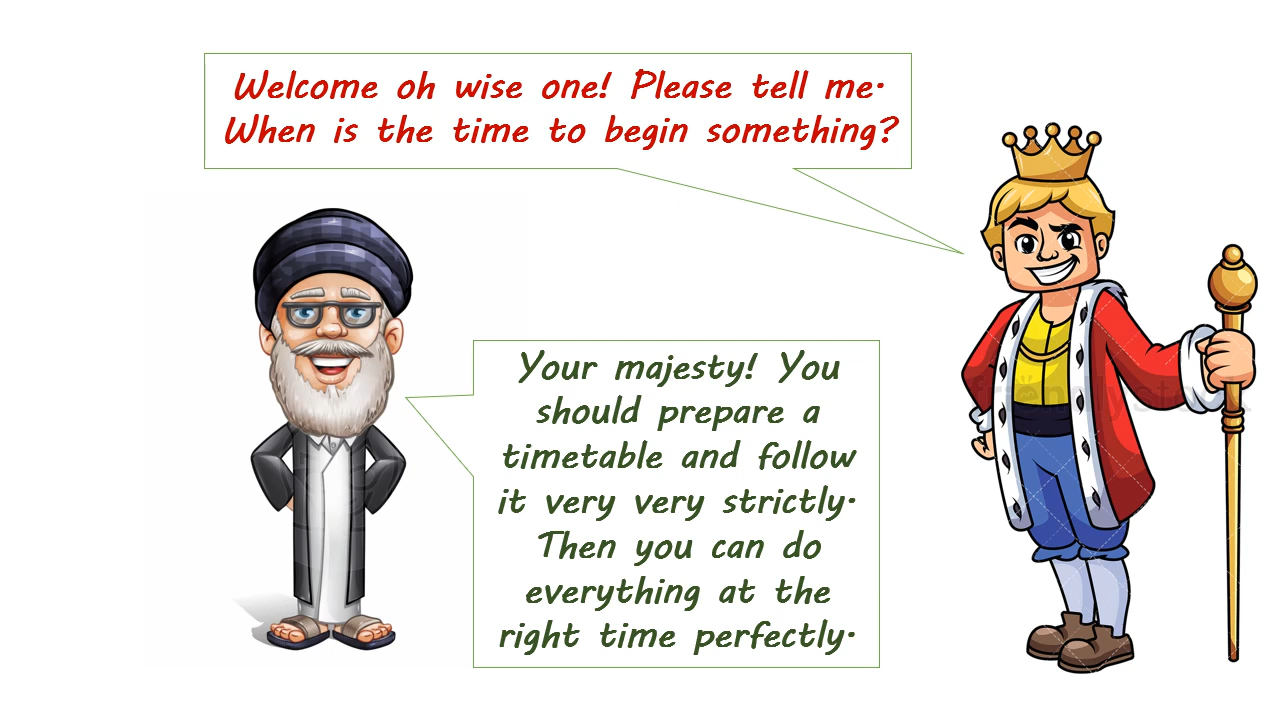 Welcome oh wise one! Please tell me.
When is the time to begin something?
Your majesty! You
should prepare a
timetable and follow
it very very strictly.
Then you can do
everything at the
right time perfectly.